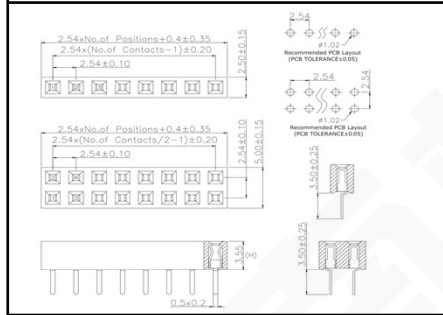 2.54xNo.of Positions+0.4±0.35
2.54x(No.of Contacts-1)±0.20
2.54±0.10
2.50±0.15
2.54
ø1.02
Recommended PCB Layout
(PCB TOLERANCE±0.05)
2.54
2.54
ø1.02
Recommended PCB Layout
(PCB TOLERANCE±0.05)
2.54xNo.of Positions+0.4±0.35
2.54x(No.of Contacts/2-1)±0.20
2.54±0.10
2.54±0.10
5.00±0.15
3.50±0.25
3.55
(H)
0.5x0.2
3.50±0.25